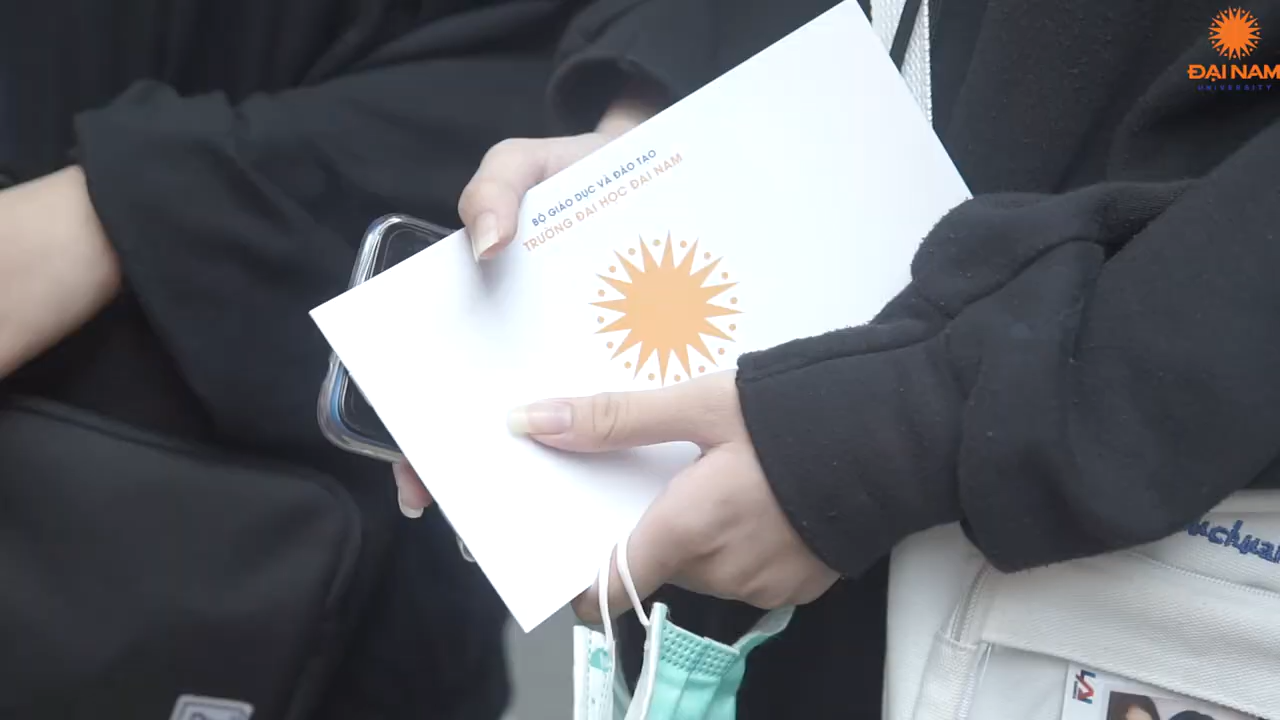 ĐẠI NAM
UNIVERSITY
BỘ GIÁO DỤC VÀ ĐÀO TẠO
TRƯỜNG ĐẠI HỌC ĐẠI NAM